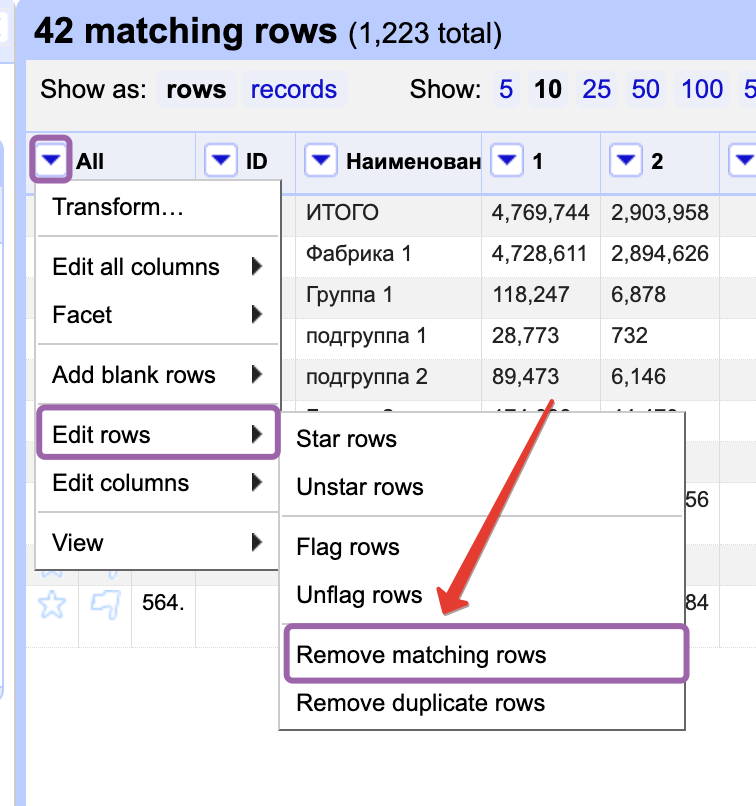 42 matching rows (1,223 total)
Show as: rows records Show: 5 10 25 50 100
All ID Наименован 1 2
Transform...
ИТОГО 4,769,744 2,903,958
Edit all columns
Фабрика 1 4,728,611 2,894,626
Facet
Группа 1 118,247 6,878
подгруппа 1 28,773 732
Add blank rows
подгруппа 2 89,473 6,146
Edit rows
Star rows
Edit columns
Unstar rows
56
View
Flag rows
Unflag rows
564. 84
Remove matching rows
Remove duplicate rows